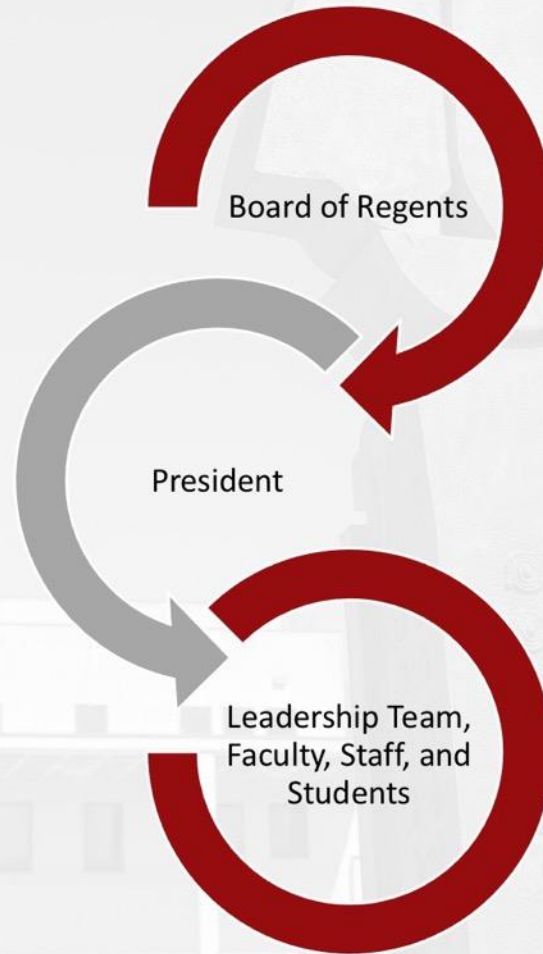 Board of Regents
President
Leadership Team,
Faculty, Staff, and
Students